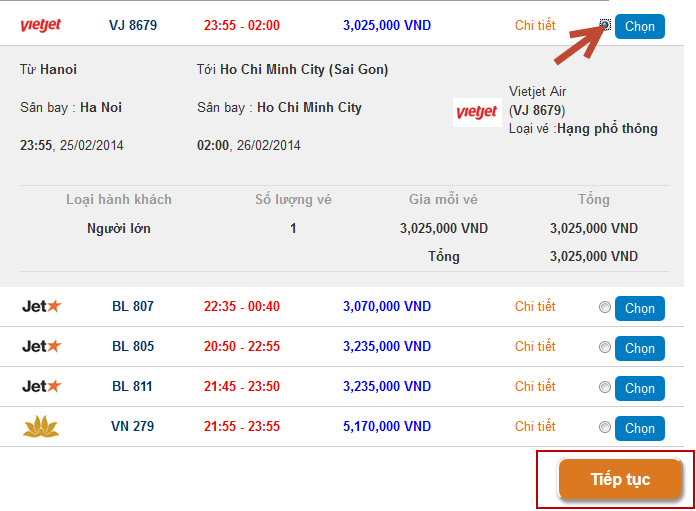 vietjet VJ 8679 23:55 - 02:00 3,025,000 VND Chi tiết Chọn
Từ Hanoi Tới Ho Chi Minh City (Sai Gon)
Sân bay : Ha Noi Sân bay : Ho Chi Minh City
23:55, 25/02/2014 02:00, 26/02/2014
vietjet
Vietjet Air
(VJ 8679)
Loại vé :Hạng phổ thông
Loại hành khách Số lượng vé Gia mỗi vé Tổng
Người lớn 1 3,025,000 VND 3,025,000 VND
Tổng 3,025,000 VND
Jet BL 807 22:35 - 00:40 3,070,000 VND Chi tiết Chọn
Jet BL 805 20:50 - 22:55 3,235,000 VND Chi tiết Chọn
Jet BL 811 21:45 - 23:50 3,235,000 VND Chi tiết Chọn
VN 279 21:55 - 23:55 5,170,000 VND Chi tiết Chọn
Tiếp tục